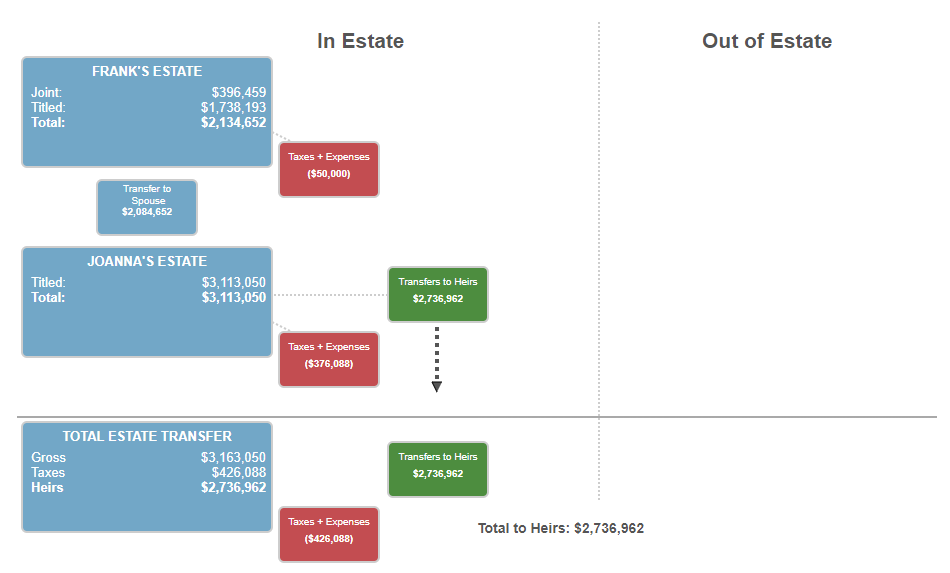 In Estate
Out of Estate
FRANK'S ESTATE
Joint: $396,459
Titled: $1,738,193
Total: $2,134,652
Taxes + Expenses
($50,000)
Transfer to
Spouse
$2,084,652
JOANNA'S ESTATE
Titled: $3,113,050
Total: $3,113,050
Transfers to Heirs
$2,736,962
Taxes + Expenses
($376,088)
TOTAL ESTATE TRANSFER
Gross $3,163,050
Taxes $426,088
Heirs $2,736,962
Transfers to Heirs
$2,736,962
Taxes + Expenses
($426,088)
Total to Heirs: $2,736,962